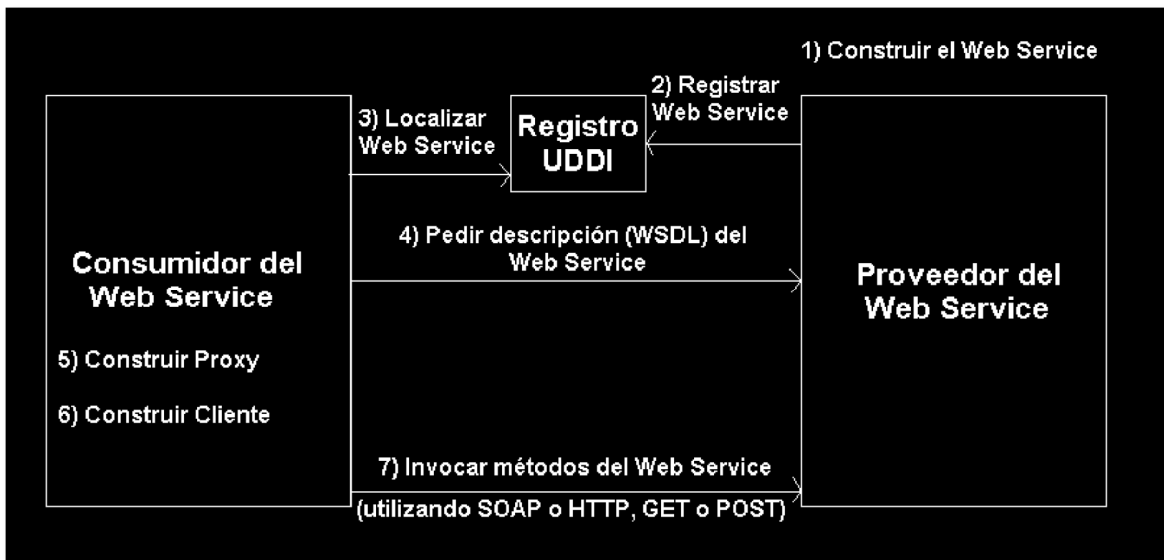 1) Construir el Web Service
2) Registrar
Web Service
3) Localizar
Web Service
Registro
UDDI
4) Pedir descripción (WSDL) del
Web Service
Consumidor del
Web Service
Proveedor del
Web Service
5) Construir Proxy
6) Construir Cliente
7) Invocar métodos del Web Service
(utilizando SOAP o HTTP, GET o POST)